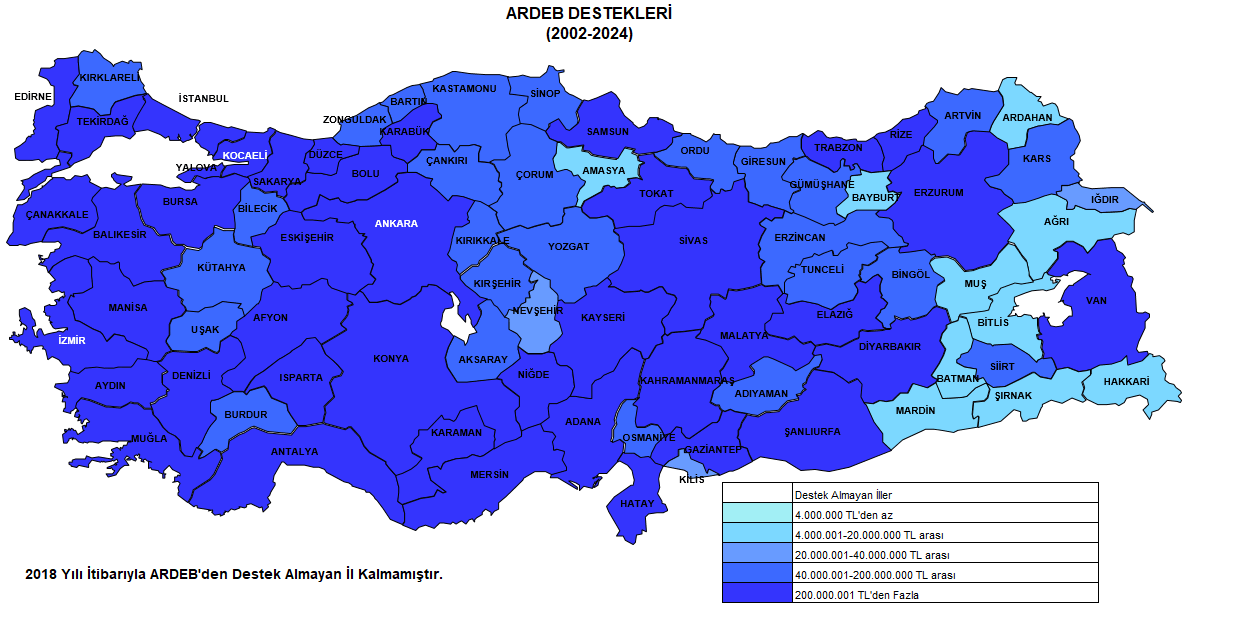 ARDEB DESTEKLERİ
(2002-2024)
KIRKLARELİ
EDİRNE
İSTANBUL
TEKİRDAĞ
KOCAELİ
YALOVA
SAKARYA
DÜZCE
ZONGULDAK
BARTIN
KARABÜK
KASTAMONU
SİNOP
SAMSUN
ÇANKIRI
ÇORUM
AMASYA
ORDU
GİRESUN
TRABZON
RİZE
ARTVİN
ARDAHAN
KARS
GÜMÜŞHANE
BAYBURT
ERZURUM
IĞDIR
AĞRI
ÇANAKKALE
BURSA
BİLECİK
BOLU
BALIKESİR
ESKİŞEHİR
ANKARA
KIRIKKALE
YOZGAT
TOKAT
SİVAS
ERZİNCAN
TUNCELİ
BİNGÖL
MUŞ
KÜTAHYA
KIRŞEHİR
MANİSA
UŞAK
AFYON
NEVŞEHİR
KAYSERİ
MALATYA
ELAZIĞ
BİTLİS
VAN
İZMİR
KONYA
AKSARAY
DİYARBAKIR
AYDIN
DENİZLİ
ISPARTA
NİĞDE
KAHRAMANMARAŞ
ADIYAMAN
BATMAN
SİİRT
ŞIRNAK
HAKKARİ
BURDUR
MARDİN
MUĞLA
ANTALYA
KARAMAN
ADANA
OSMANİYE
GAZİANTEP
ŞANLIURFA
MERSİN
KİLİS
HATAY
Destek Almayan İller
4.000.000 TL'den az
4.000.001-20.000.000 TL arası
20.000.001-40.000.000 TL arası
40.000.001-200.000.000 TL arası
200.000.001 TL'den Fazla
2018 Yılı İtibarıyla ARDEB'den Destek Almayan İl Kalmamıştır.